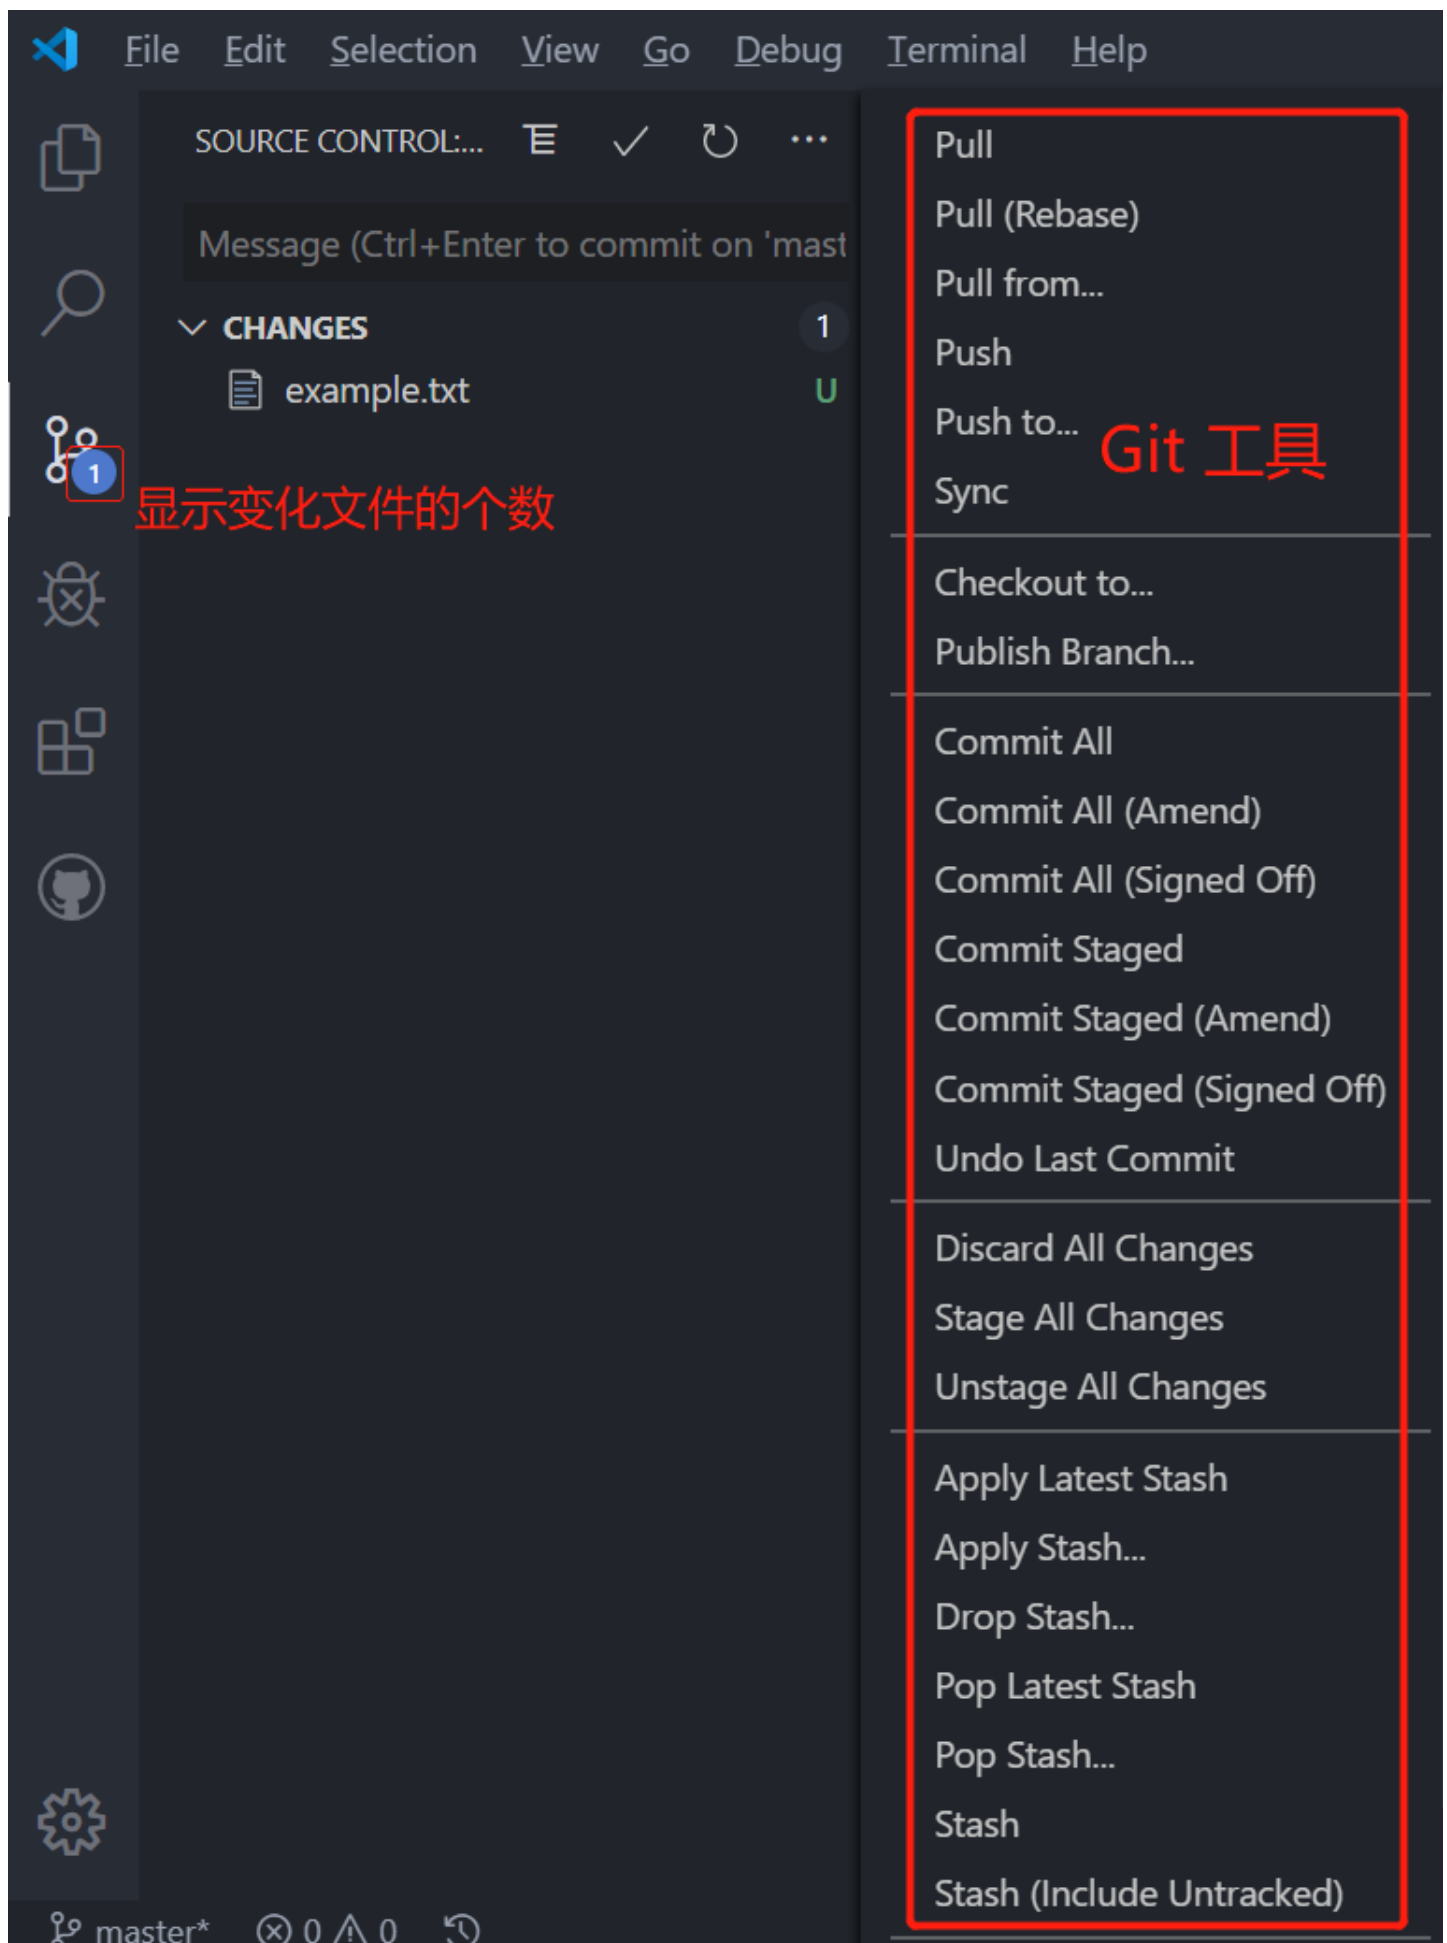 File Edit Selection View Go Debug Terminal Help
SOURCE CONTROL:...
Message (Ctrl+Enter to commit on 'mast
CHANGES 1
example.txt U
1
显示变化文件的个数
Pull
Pull (Rebase)
Pull from...
Push
Push to...
Git 工具
Sync
Checkout to...
Publish Branch...
Commit All
Commit All (Amend)
Commit All (Signed Off)
Commit Staged
Commit Staged (Amend)
Commit Staged (Signed Off)
Undo Last Commit
Discard All Changes
Stage All Changes
Unstage All Changes
Apply Latest Stash
Apply Stash...
Drop Stash...
Pop Latest Stash
Pop Stash...
Stash
Stash (Include Untracked)
master* 0 0